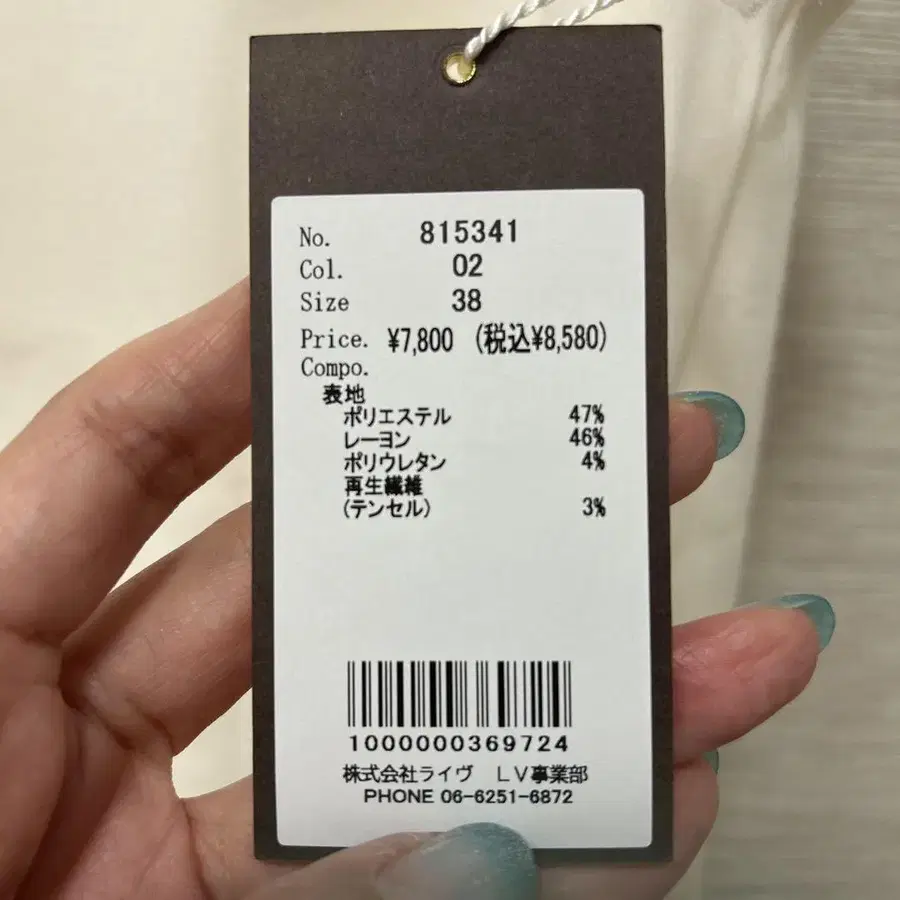 No. 815341
Col. 02
Size 38
Price. ¥7,800 (税込¥8,580)
Compo.
表地
ポリエステル 47%
レーヨン 46%
ポリウレタン 4%
再生繊維
(テンセル) 3%
1000000369724
株式会社ライヴ LV事業部
PHONE 06-6251-6872